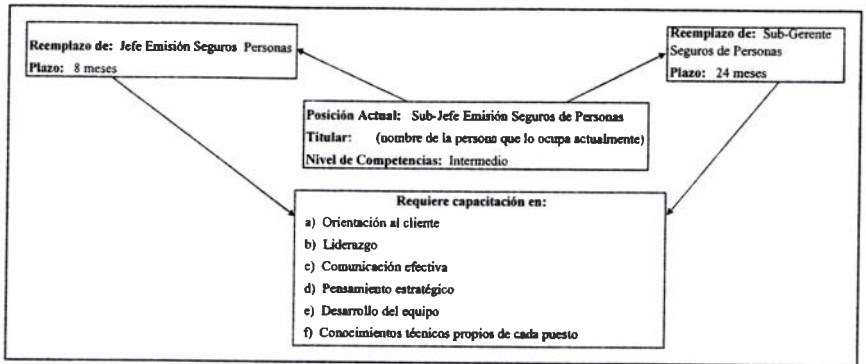 Reemplazo de: Jefe Emisión Seguros Personas
Plazo: 8 meses
Reemplazo de: Sub-Gerente
Seguros de Personas
Plazo: 24 meses
Posición Actual: Sub-Jefe Emisión Seguros de Personas
Titular: (nombre de la persona que lo ocupa actualmente)
Nivel de Competencias: Intermedio
Requiere capacitación en:
a) Orientación al cliente
b) Liderazgo
c) Comunicación efectiva
d) Pensamiento estratégico
e) Desarrollo del equipo
f) Conocimientos técnicos propios de cada puesto